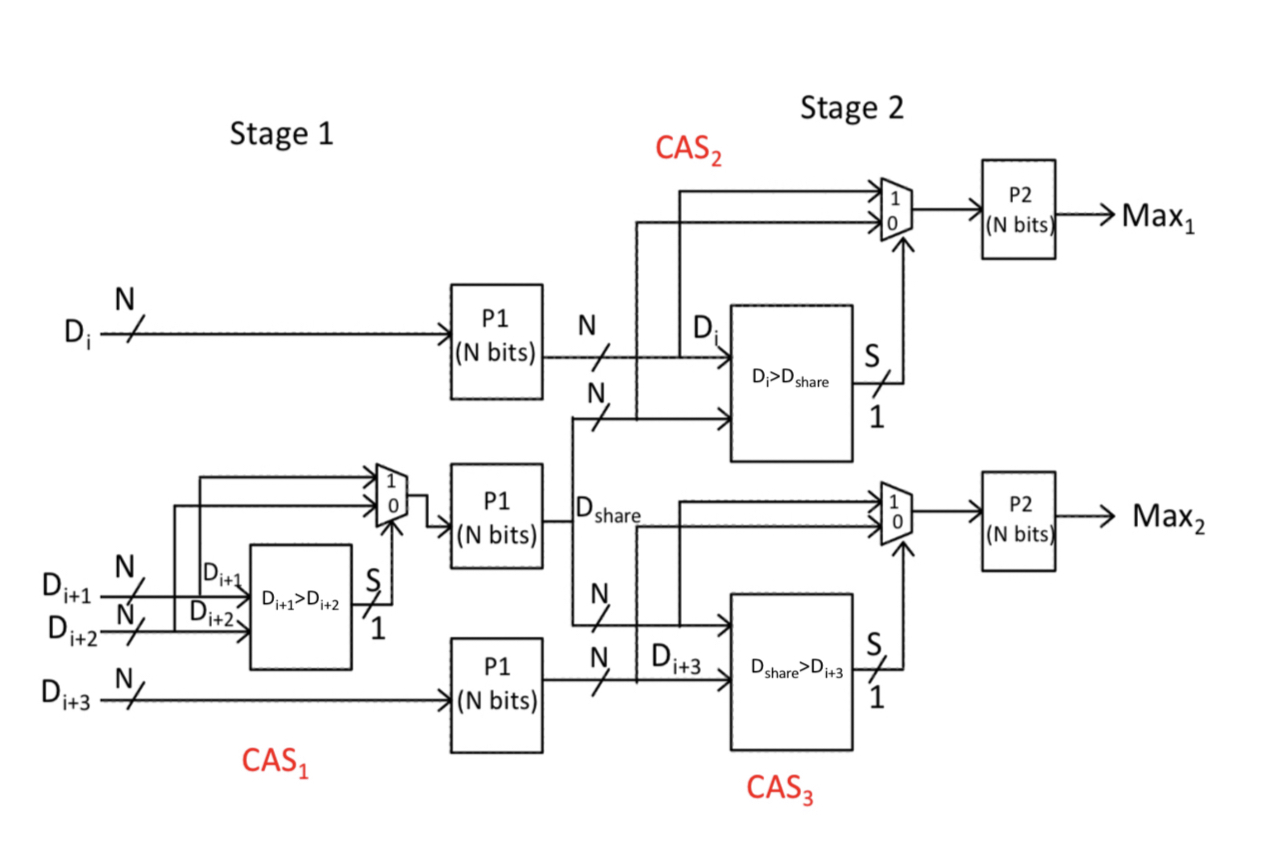 Stage 1
Stage 2
CAS₂
1
0
P2
(N bits)
Max₁
N
Dᵢ
P1
(N bits)
N
Dᵢ
N
Dᵢ>Dshare
S
1
1
0
P1
(N bits)
Dshare
1
0
P2
(N bits)
Max₂
Dᵢ₊₁
N
Dᵢ₊₁
Dᵢ₊₂
N
Dᵢ₊₂
Dᵢ₊₁>Dᵢ₊₂
S
1
N
Dᵢ₊₃
N
P1
(N bits)
N
Dᵢ₊₃
Dshare>Dᵢ₊₃
S
1
CAS₁
CAS₃